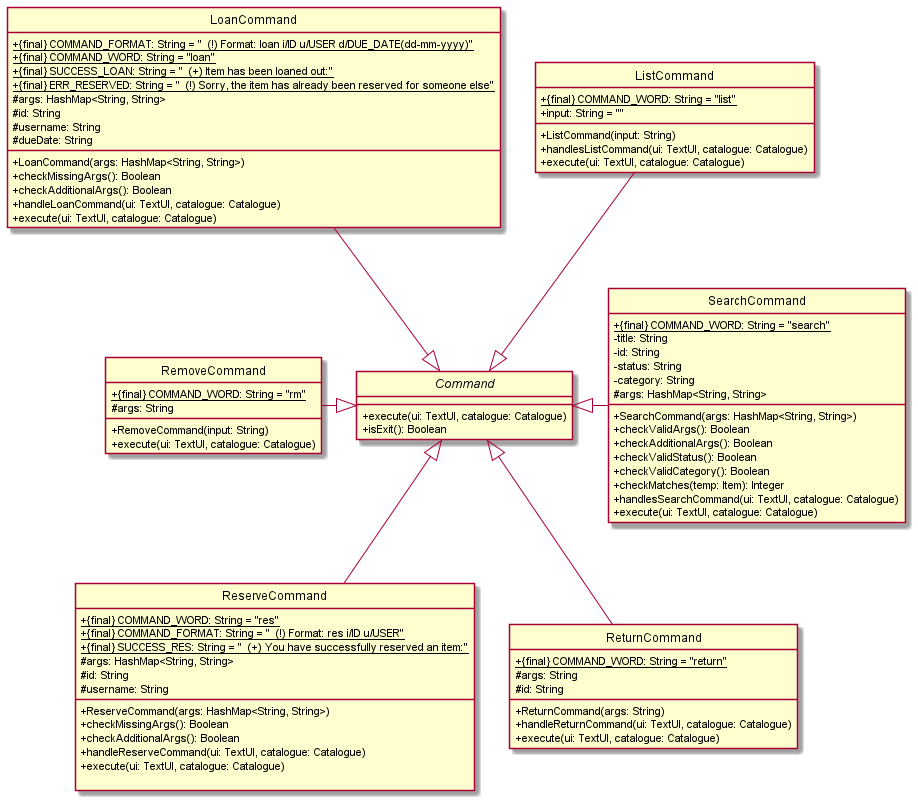 LoanCommand
+{final} COMMAND_FORMAT: String = "  (!) Format: loan i/ID u/USER d/DUE_DATE(dd-mm-yyyy)"
+{final} COMMAND_WORD: String = "loan"
+{final} SUCCESS_LOAN: String = "  (+) Item has been loaned out:"
+{final} ERR_RESERVED: String = "  (!) Sorry, the item has already been reserved for someone else"
#args: HashMap<String, String>
#id: String
#username: String
#dueDate: String
+LoanCommand(args: HashMap<String, String>)
+checkMissingArgs(): Boolean
+checkAdditionalArgs(): Boolean
+handleLoanCommand(ui: TextUI, catalogue: Catalogue)
+execute(ui: TextUI, catalogue: Catalogue)
ListCommand
+{final} COMMAND_WORD: String = "list"
+input: String = ""
+ListCommand(input: String)
+handlesListCommand(ui: TextUI, catalogue: Catalogue)
+execute(ui: TextUI, catalogue: Catalogue)
RemoveCommand
+{final} COMMAND_WORD: String = "rm"
#args: String
+RemoveCommand(input: String)
+execute(ui: TextUI, catalogue: Catalogue)
Command
+execute(ui: TextUI, catalogue: Catalogue)
+isExit(): Boolean
SearchCommand
+{final} COMMAND_WORD: String = "search"
-title: String
-id: String
-status: String
-category: String
#args: HashMap<String, String>
+SearchCommand(args: HashMap<String, String>)
+checkValidArgs(): Boolean
+checkAdditionalArgs(): Boolean
+checkValidStatus(): Boolean
+checkValidCategory(): Boolean
+checkMatches(temp: Item): Integer
+handlesSearchCommand(ui: TextUI, catalogue: Catalogue)
+execute(ui: TextUI, catalogue: Catalogue)
ReserveCommand
+{final} COMMAND_WORD: String = "res"
+{final} COMMAND_FORMAT: String = "  (!) Format: res i/ID u/USER"
+{final} SUCCESS_RES: String = "  (+) You have successfully reserved an item:"
#args: HashMap<String, String>
#id: String
#username: String
+ReserveCommand(args: HashMap<String, String>)
+checkMissingArgs(): Boolean
+checkAdditionalArgs(): Boolean
+handleReserveCommand(ui: TextUI, catalogue: Catalogue)
+execute(ui: TextUI, catalogue: Catalogue)
ReturnCommand
+{final} COMMAND_WORD: String = "return"
#args: String
#id: String
+ReturnCommand(args: String)
+handleReturnCommand(ui: TextUI, catalogue: Catalogue)
+execute(ui: TextUI, catalogue: Catalogue)